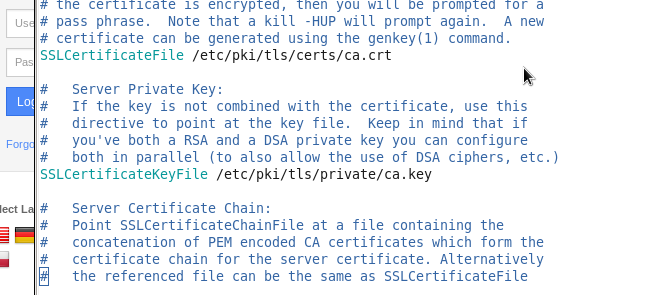 # the certificate is encrypted, then you will be prompted for a
# pass phrase.  Note that a kill -HUP will prompt again.  A new
# certificate can be generated using the genkey(1) command.
SSLCertificateFile /etc/pki/tls/certs/ca.crt
#   Server Private Key:
#   If the key is not combined with the certificate, use this
#   directive to point at the key file.  Keep in mind that if
#   you've both a RSA and a DSA private key you can configure
#   both in parallel (to also allow the use of DSA ciphers, etc.)
SSLCertificateKeyFile /etc/pki/tls/private/ca.key
#   Server Certificate Chain:
#   Point SSLCertificateChainFile at a file containing the
#   concatenation of PEM encoded CA certificates which form the
#   certificate chain for the server certificate. Alternatively
#   the referenced file can be the same as SSLCertificateFile
Use
Pas
Log
Forgo
lect La